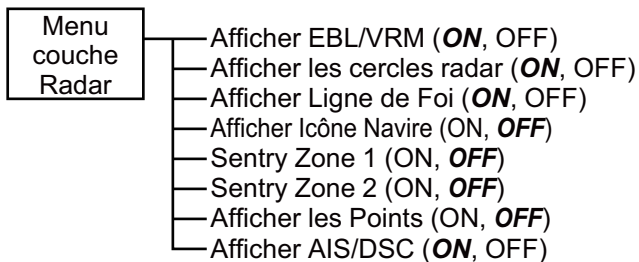 Menu
couche
Radar
Afficher EBL/VRM (ON, OFF)
Afficher les cercles radar (ON, OFF)
Afficher Ligne de Foi (ON, OFF)
Afficher Icône Navire (ON, OFF)
Sentry Zone 1 (ON, OFF)
Sentry Zone 2 (ON, OFF)
Afficher les Points (ON, OFF)
Afficher AIS/DSC (ON, OFF)